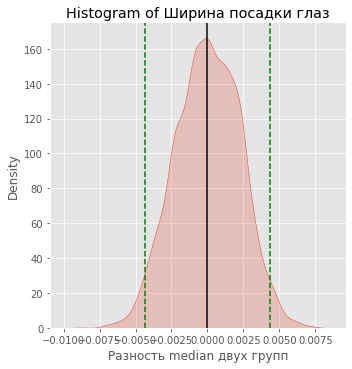 Histogram of Ширина посадки глаз
160
140
120
100
80
60
40
20
0
Density
−0.0100−0.0075−0.0050−0.0025 0.0000 0.0025 0.0050 0.0075
Разность median двух групп